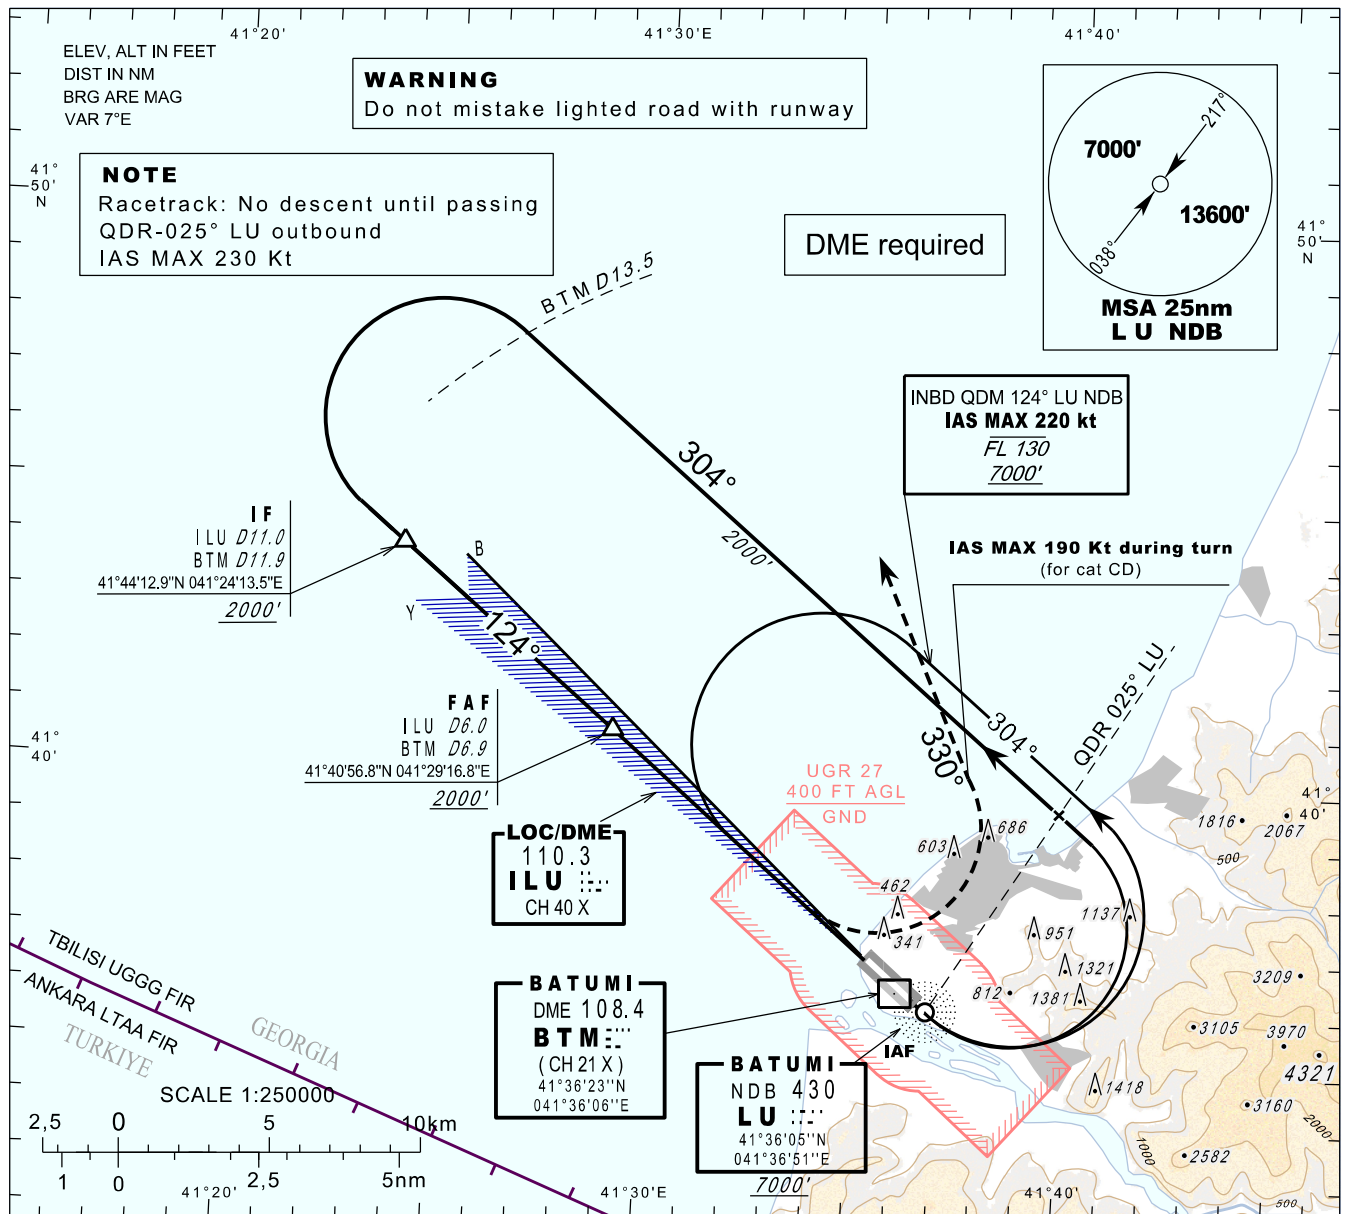 41°20'
41°30'E
41°40'
ELEV, ALT IN FEET
DIST IN NM
BRG ARE MAG
VAR 7°E
WARNING
Do not mistake lighted road with runway
217°
7000'
13600'
038°
MSA 25nm
L U NDB
41°
50'
N
NOTE
Racetrack: No descent until passing
QDR-025° LU outbound
IAS MAX 230 Kt
DME required
41°
50'
N
BTM D13.5
INBD QDM 124° LU NDB
IAS MAX 220 kt
FL 130
7000'
304°
2000'
IAS MAX 190 Kt during turn
(for cat CD)
IF
ILU D11.0
BTM D11.9
41°44'12.9"N 041°24'13.5"E
2000'
B
Y
124°
QDR 025° LU
304°
330°
FAF
ILU D6.0
BTM D6.9
41°40'56.8"N 041°29'16.8"E
2000'
41°
40'
UGR 27
400 FT AGL
GND
41°
40'
1816
2067
500
603
686
LOC/DME
110.3
ILU
CH 40 X
462
341
1137
951
1321
1381
812
3209
3105
3970
4321
3160
1418
2582
1000
2000
500
TBILISI UGGG FIR
ANKARA LTAA FIR
GEORGIA
TURKIYE
BATUMI
DME 108.4
BTM
(CH 21 X)
41°36'23"N
041°36'06"E
IAF
BATUMI
NDB 430
LU
41°36'05"N
041°36'51"E
7000'
SCALE 1:250000
2,5 0 5 10km
1 0 2,5 5nm
41°20'
41°30'E
41°40'